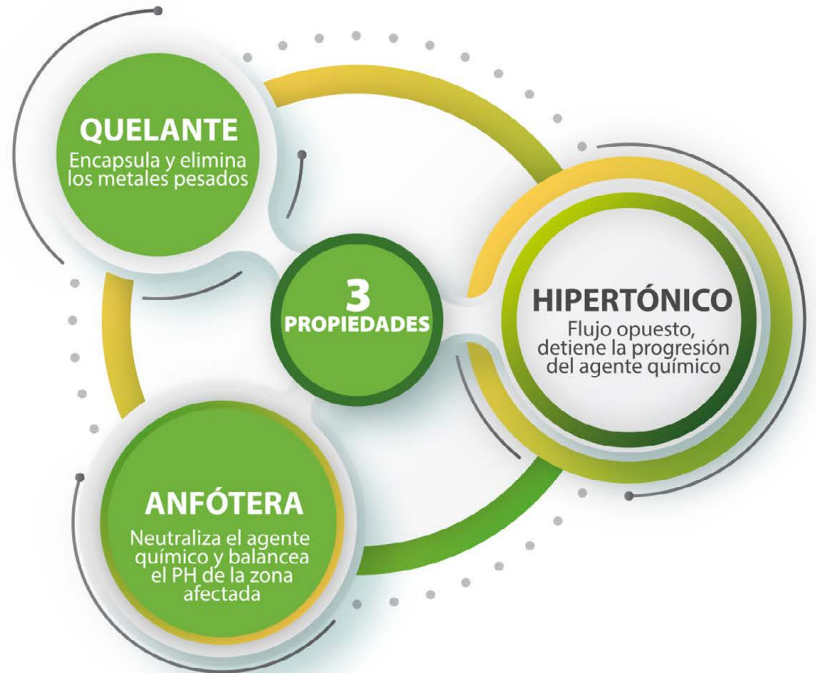 QUELANTE
Encapsula y elimina
los metales pesados
3
PROPIEDADES
HIPERTÓNICO
Flujo opuesto,
detiene la progresión
del agente químico
ANFÓTERA
Neutraliza el agente
químico y balancea
el PH de la zona
afectada